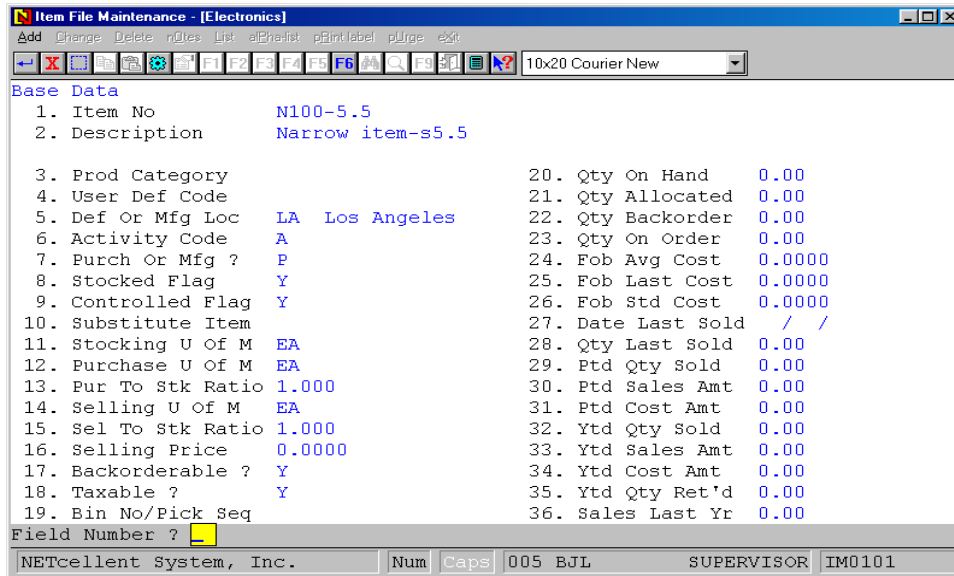 Item File Maintenance - [Electronics]
Add Change Delete nOtes List alPha-list pRint label pUrge eXit
F1 F2 F3 F4 F5 F6 F9 10x20 Courier New
Base Data
1. Item No N100-5.5
2. Description Narrow item-s5.5
3. Prod Category 20. Qty On Hand 0.00
4. User Def Code 21. Qty Allocated 0.00
5. Def Or Mfg Loc LA Los Angeles 22. Qty Backorder 0.00
6. Activity Code A 23. Qty On Order 0.00
7. Purch Or Mfg ? P 24. Fob Avg Cost 0.0000
8. Stocked Flag Y 25. Fob Last Cost 0.0000
9. Controlled Flag Y 26. Fob Std Cost 0.0000
10. Substitute Item 27. Date Last Sold / /
11. Stocking U Of M EA 28. Qty Last Sold 0.00
12. Purchase U Of M EA 29. Ptd Qty Sold 0.00
13. Pur To Stk Ratio 1.000 30. Ptd Sales Amt 0.00
14. Selling U Of M EA 31. Ptd Cost Amt 0.00
15. Sel To Stk Ratio 1.000 32. Ytd Qty Sold 0.00
16. Selling Price 0.0000 33. Ytd Sales Amt 0.00
17. Backorderable ? Y 34. Ytd Cost Amt 0.00
18. Taxable ? Y 35. Ytd Qty Ret'd 0.00
19. Bin No/Pick Seq 36. Sales Last Yr 0.00
Field Number ? _
NETcellent System, Inc. Num Caps 005 BJL SUPERVISOR IM0101